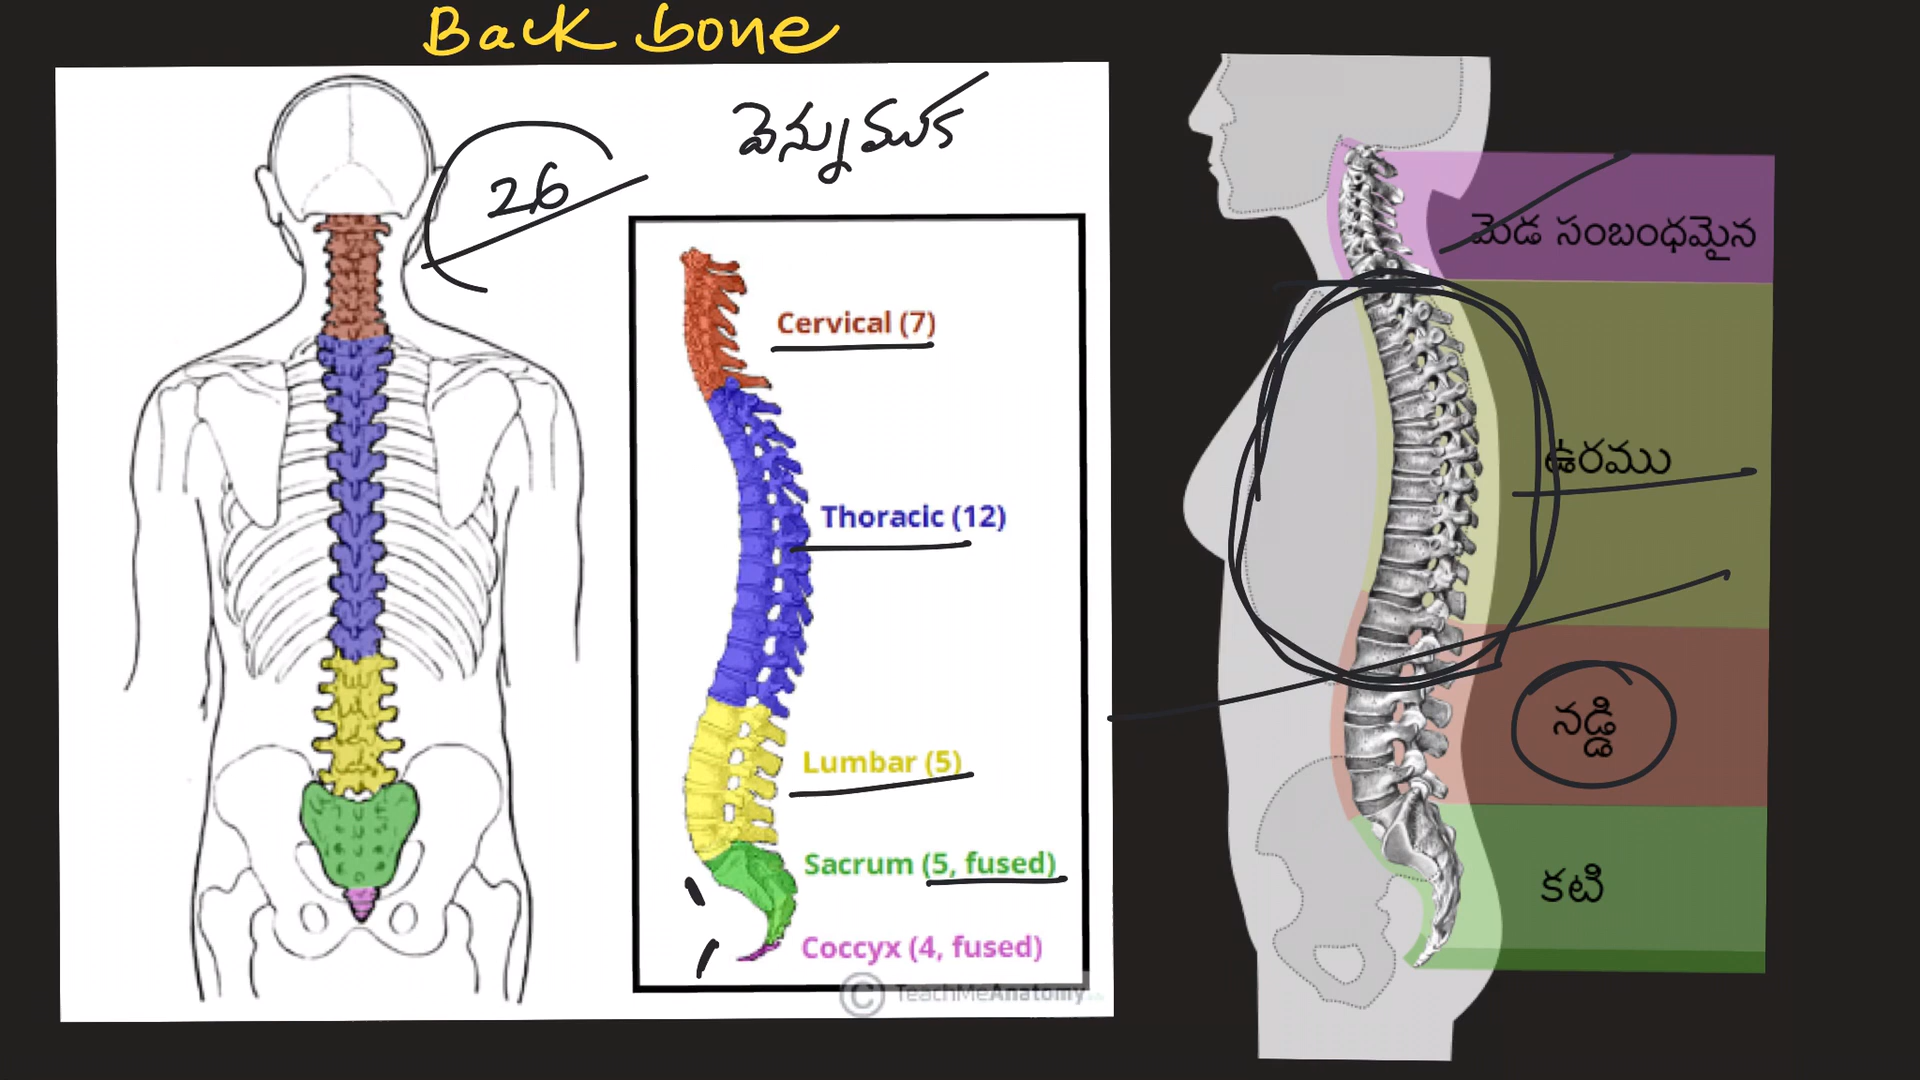 Back bone
వెన్నుముక
26
Cervical (7)
Thoracic (12)
Lumbar (5)
Sacrum (5, fused)
Coccyx (4, fused)
© TeachMeAnatomy
మెడ సంబంధమైన
ఉరము
నడ్డి
కటి